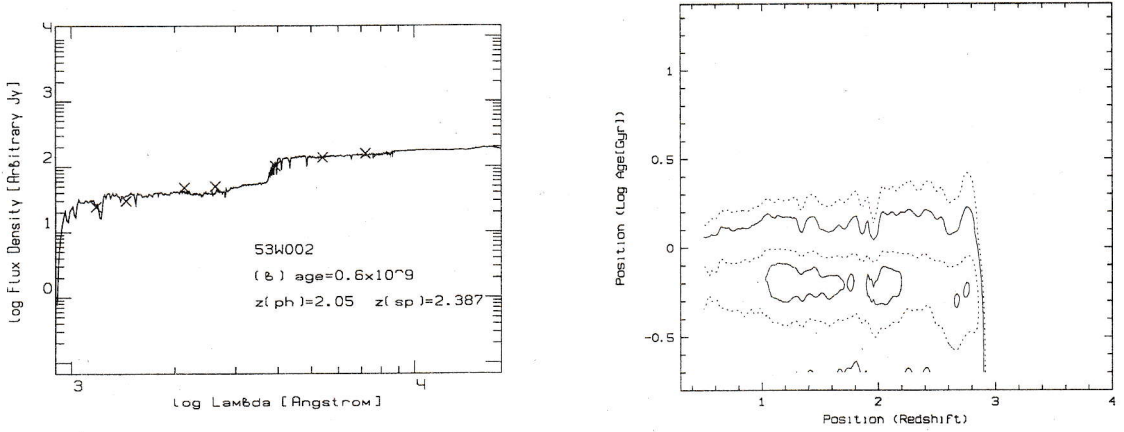 4
3
2
1
0
log Flux Density [Arbitrary Jy]
53W002
(B) age=0.6x10^9
z(ph)=2.05 z(sp)=2.387
3
4
log Lambda [Angstrom]
1
0.5
0
-0.5
Position (Log Age[Gyr])
1
2
3
4
Position (Redshift)